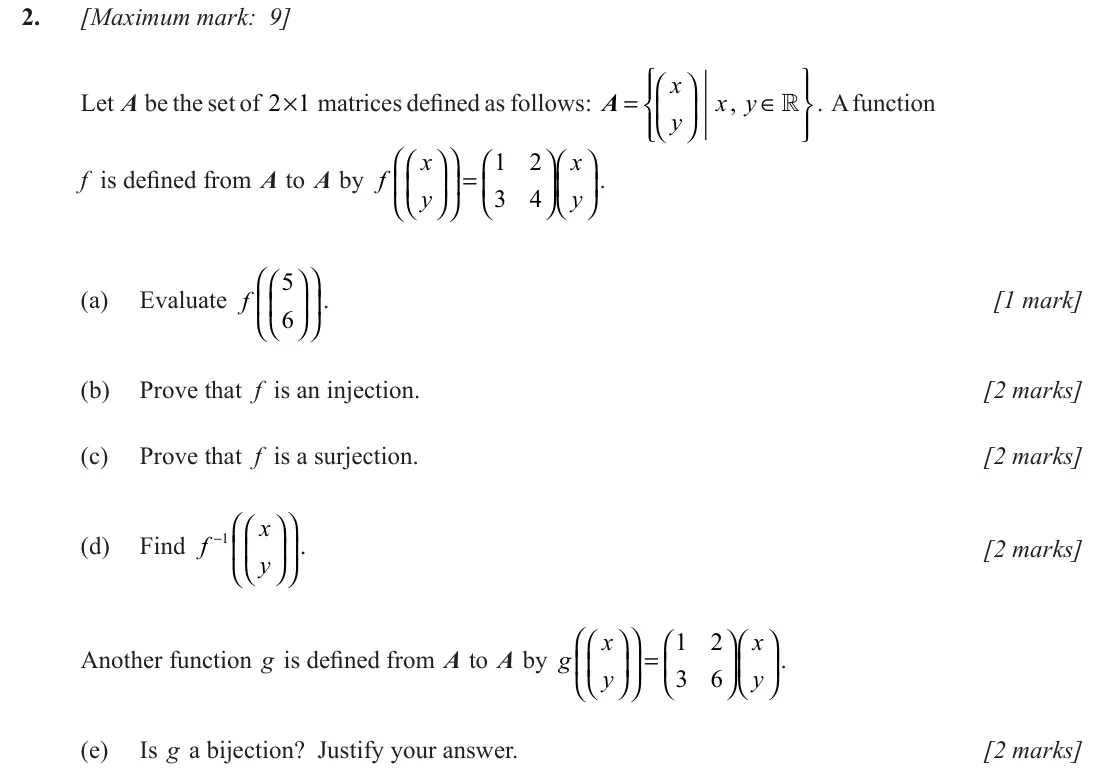 2. [Maximum mark: 9]
Let A be the set of 2×1 matrices defined as follows: A = {(x y) | x, y ∈ ℝ}. A function
f is defined from A to A by f((x y)) = (1 2 3 4)(x y).
(a) Evaluate f((5 6)). [1 mark]
(b) Prove that f is an injection. [2 marks]
(c) Prove that f is a surjection. [2 marks]
(d) Find f⁻¹((x y)). [2 marks]
Another function g is defined from A to A by g((x y)) = (1 2 3 6)(x y).
(e) Is g a bijection? Justify your answer. [2 marks]